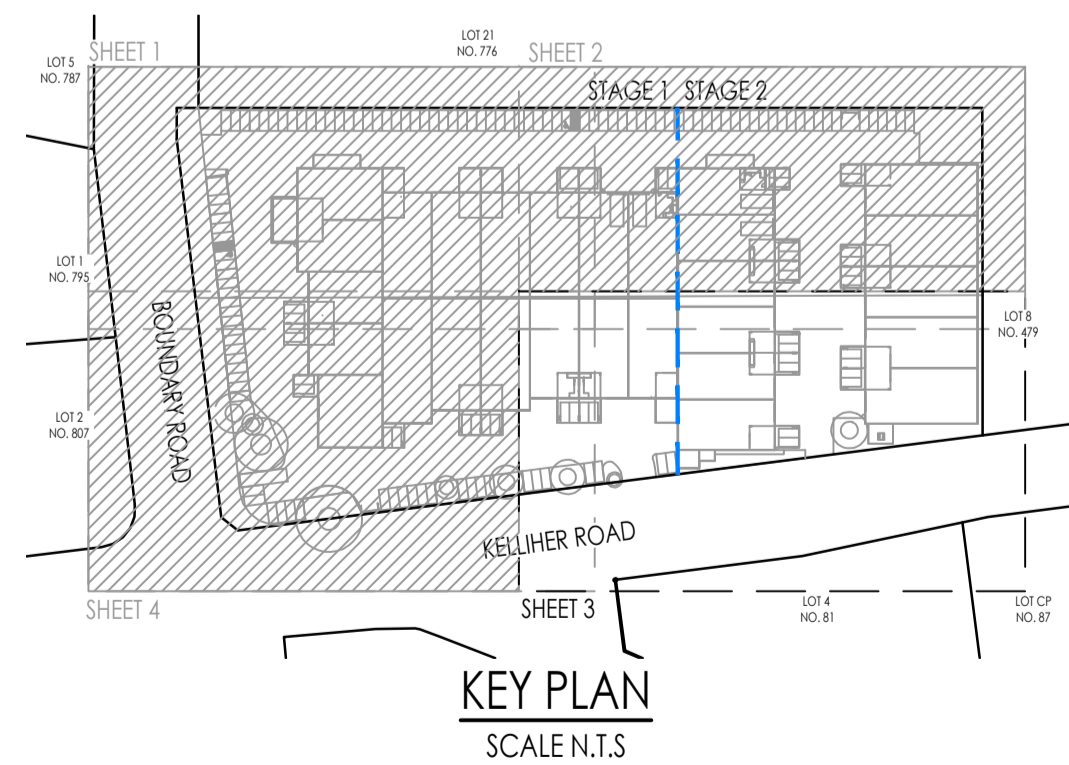 SHEET 1
LOT 21
NO. 776
SHEET 2
LOT 5
NO. 787
STAGE 1
STAGE 2
LOT 1
NO. 795
BOUNDARY ROAD
LOT 8
NO. 479
LOT 2
NO. 807
KELLIHER ROAD
SHEET 4
SHEET 3
LOT 4
NO. 81
LOT CP
NO. 87
KEY PLAN
SCALE N.T.S